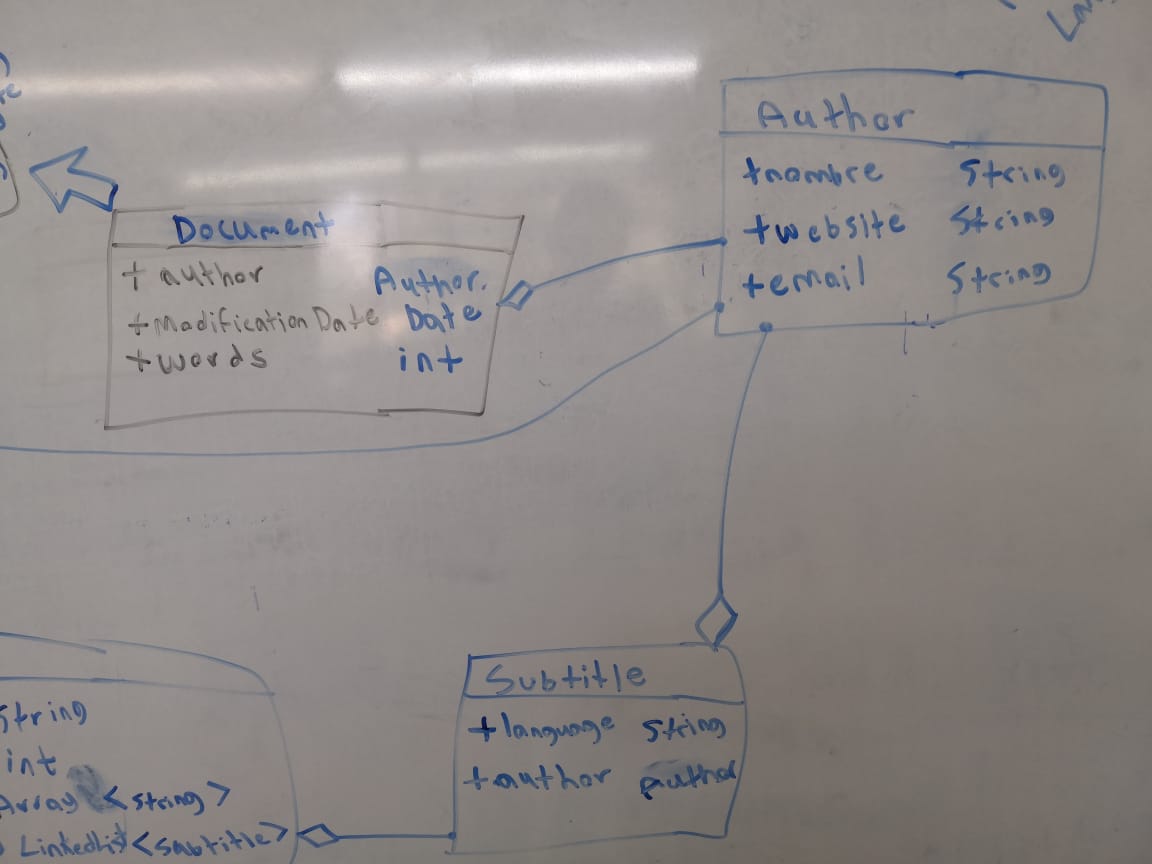 Author
+nombre String
+website String
+email String
Document
+ author Author.
+Modification Date Date
+words int
Subtitle
+language String
+author author
String
int
Array <string>
LinkedList<subtitle>